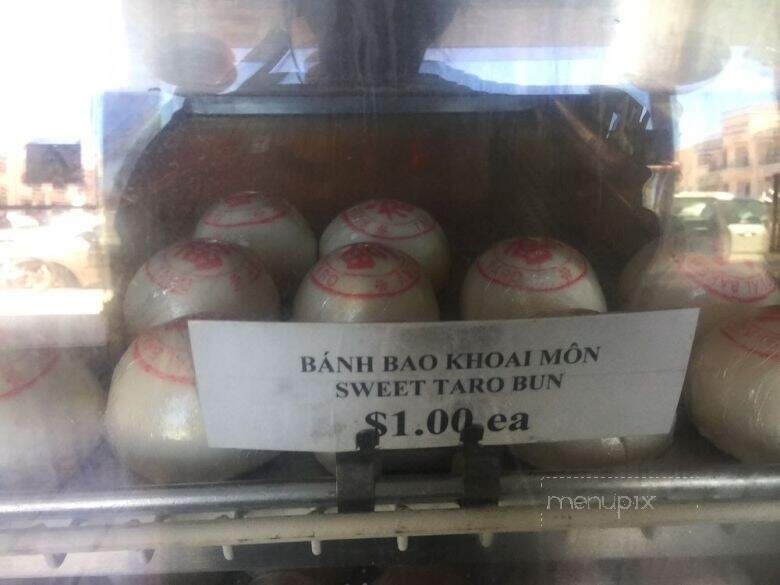 BÁNH BAO KHOAI MÔN
SWEET TARO BUN
$1.00 ea
menupix